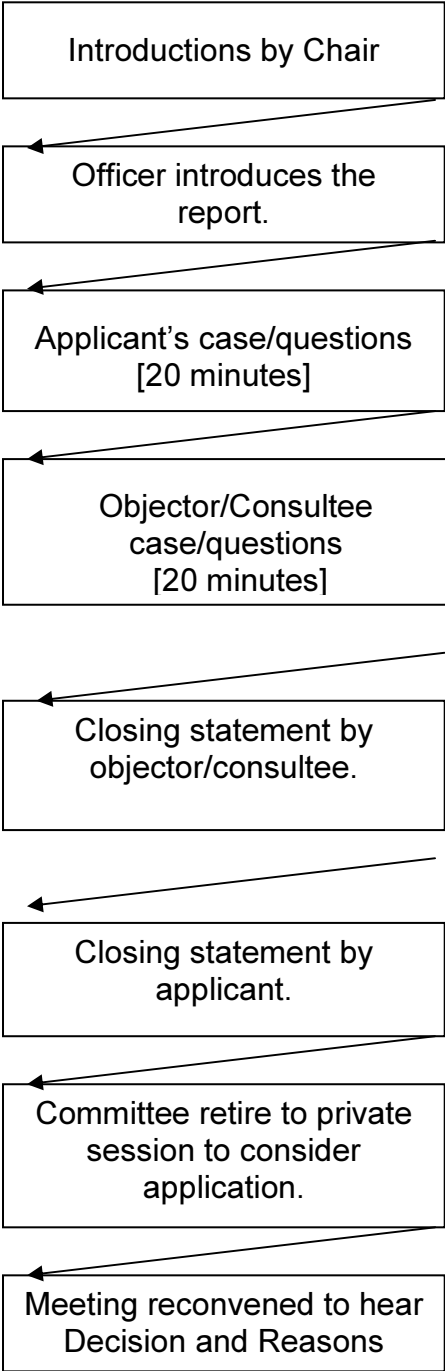 Introductions by Chair
Officer introduces the
report.
Applicant’s case/questions
[20 minutes]
Objector/Consultee
case/questions
[20 minutes]
Closing statement by
objector/consultee.
Closing statement by
applicant.
Committee retire to private
session to consider
application.
Meeting reconvened to hear
Decision and Reasons